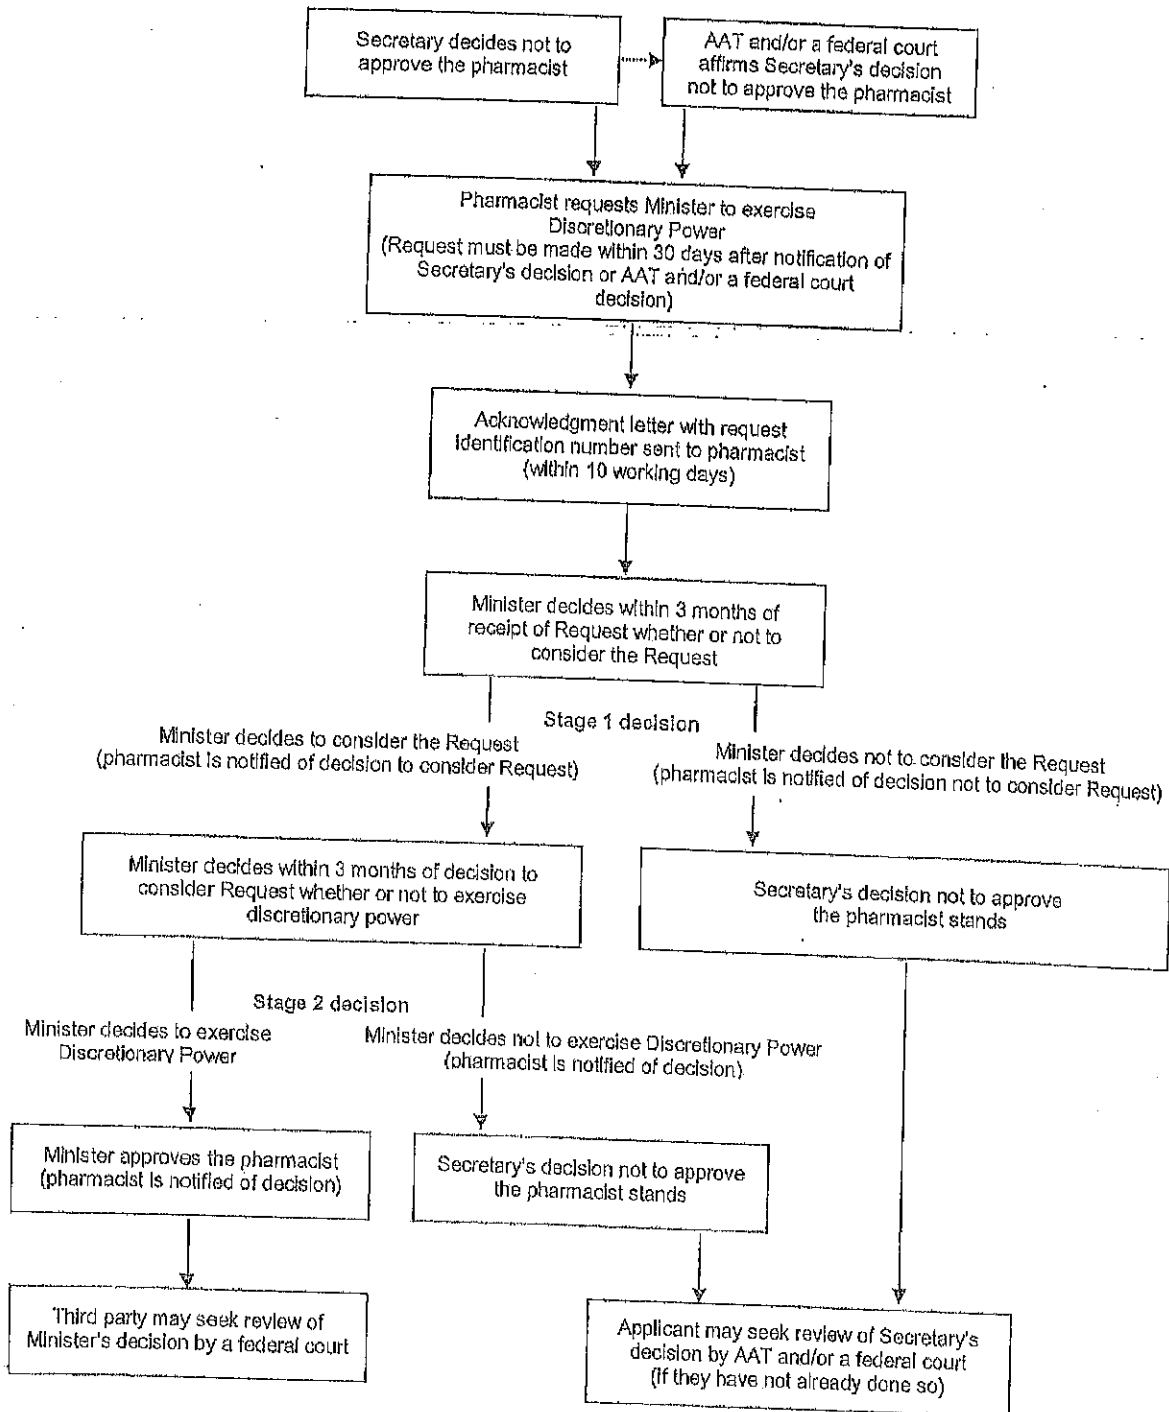 Secretary decides not to
approve the pharmacist
AAT and/or a federal court
affirms Secretary's decision
not to approve the pharmacist
Pharmacist requests Minister to exercise
Discretionary Power
(Request must be made within 30 days after notification of
Secretary's decision or AAT and/or a federal court
decision)
Acknowledgment letter with request
identification number sent to pharmacist
(within 10 working days)
Minister decides within 3 months of
receipt of Request whether or not to
consider the Request
Stage 1 decision
Minister decides to consider the Request
(pharmacist is notified of decision to consider Request)
Minister decides not to consider the Request
(pharmacist is notified of decision not to consider Request)
Minister decides within 3 months of decision to
consider Request whether or not to exercise
discretionary power
Secretary's decision not to approve
the pharmacist stands
Stage 2 decision
Minister decides to exercise
Discretionary Power
Minister decides not to exercise Discretionary Power
(pharmacist is notified of decision)
Minister approves the pharmacist
(pharmacist is notified of decision)
Secretary's decision not to approve
the pharmacist stands
Third party may seek review of
Minister's decision by a federal court
Applicant may seek review of Secretary's
decision by AAT and/or a federal court
(if they have not already done so)